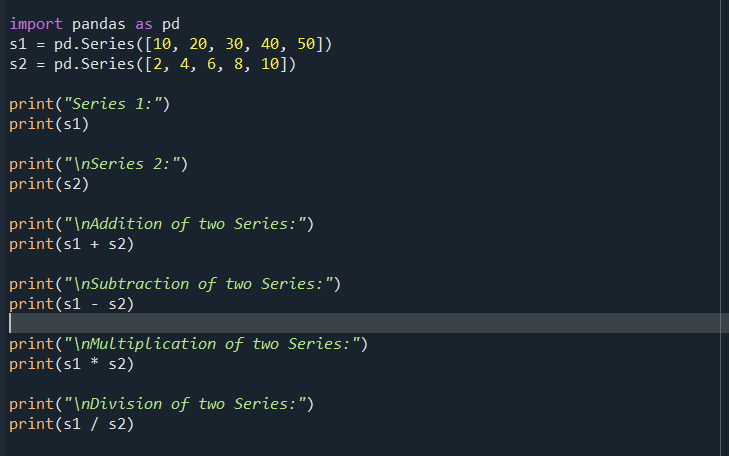 import pandas as pd
s1 = pd.Series([10, 20, 30, 40, 50])
s2 = pd.Series([2, 4, 6, 8, 10])
print("Series 1:")
print(s1)
print("\nSeries 2:")
print(s2)
print("\nAddition of two Series:")
print(s1 + s2)
print("\nSubtraction of two Series:")
print(s1 - s2)
print("\nMultiplication of two Series:")
print(s1 * s2)
print("\nDivision of two Series:")
print(s1 / s2)